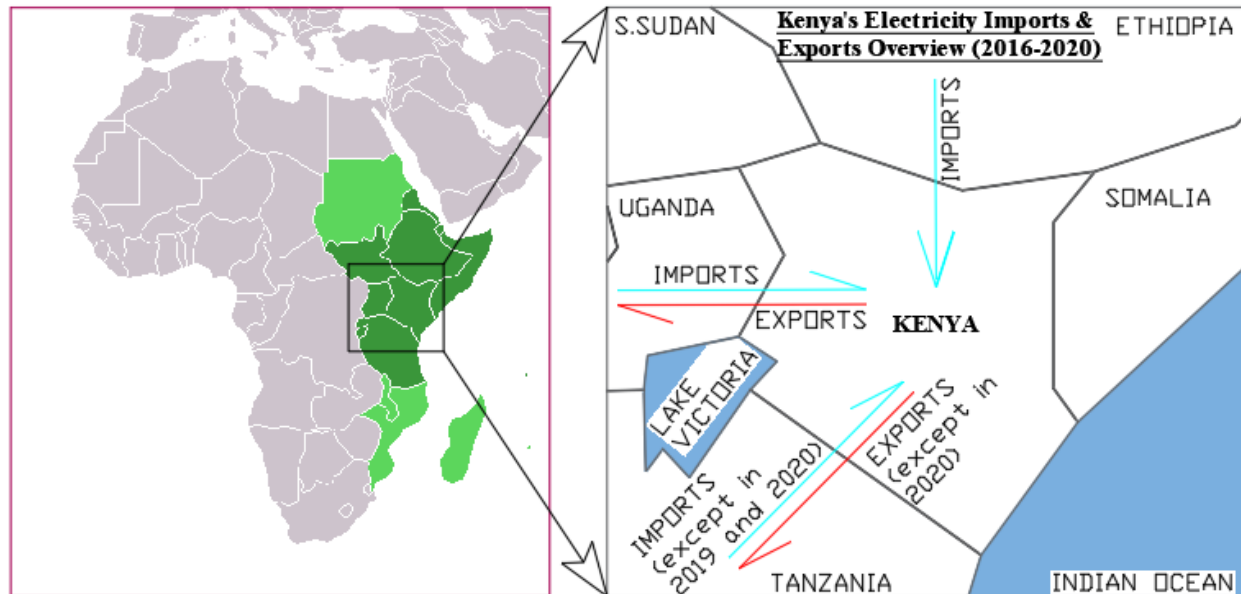 S.SUDAN
Kenya's Electricity Imports &
Exports Overview (2016-2020)
ETHIOPIA
IMPORTS
UGANDA
SOMALIA
IMPORTS
EXPORTS
KENYA
LAKE
VICTORIA
EXPORTS
(except in
2020)
IMPORTS
(except in
2019 and 2020)
TANZANIA
INDIAN OCEAN